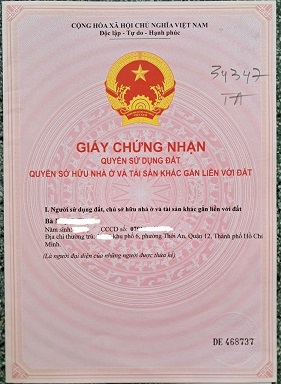 CỘNG HÒA XÃ HỘI CHỦ NGHĨA VIỆT NAM
Độc lập - Tự do - Hạnh phúc
34347
TA
GIẤY CHỨNG NHẬN
QUYỀN SỬ DỤNG ĐẤT
QUYỀN SỞ HỮU NHÀ Ở VÀ TÀI SẢN KHÁC GẮN LIỀN VỚI ĐẤT
I. Người sử dụng đất, chủ sở hữu nhà ở và tài sản khác gắn liền với đất
Bà
Năm sinh: CCCD số:
Địa chỉ thường trú: khu phố 6, phường Thới An, Quận 12, Thành phố Hồ Chí
Minh.
(Là người đại diện của những người được thừa kế)
DE 468737